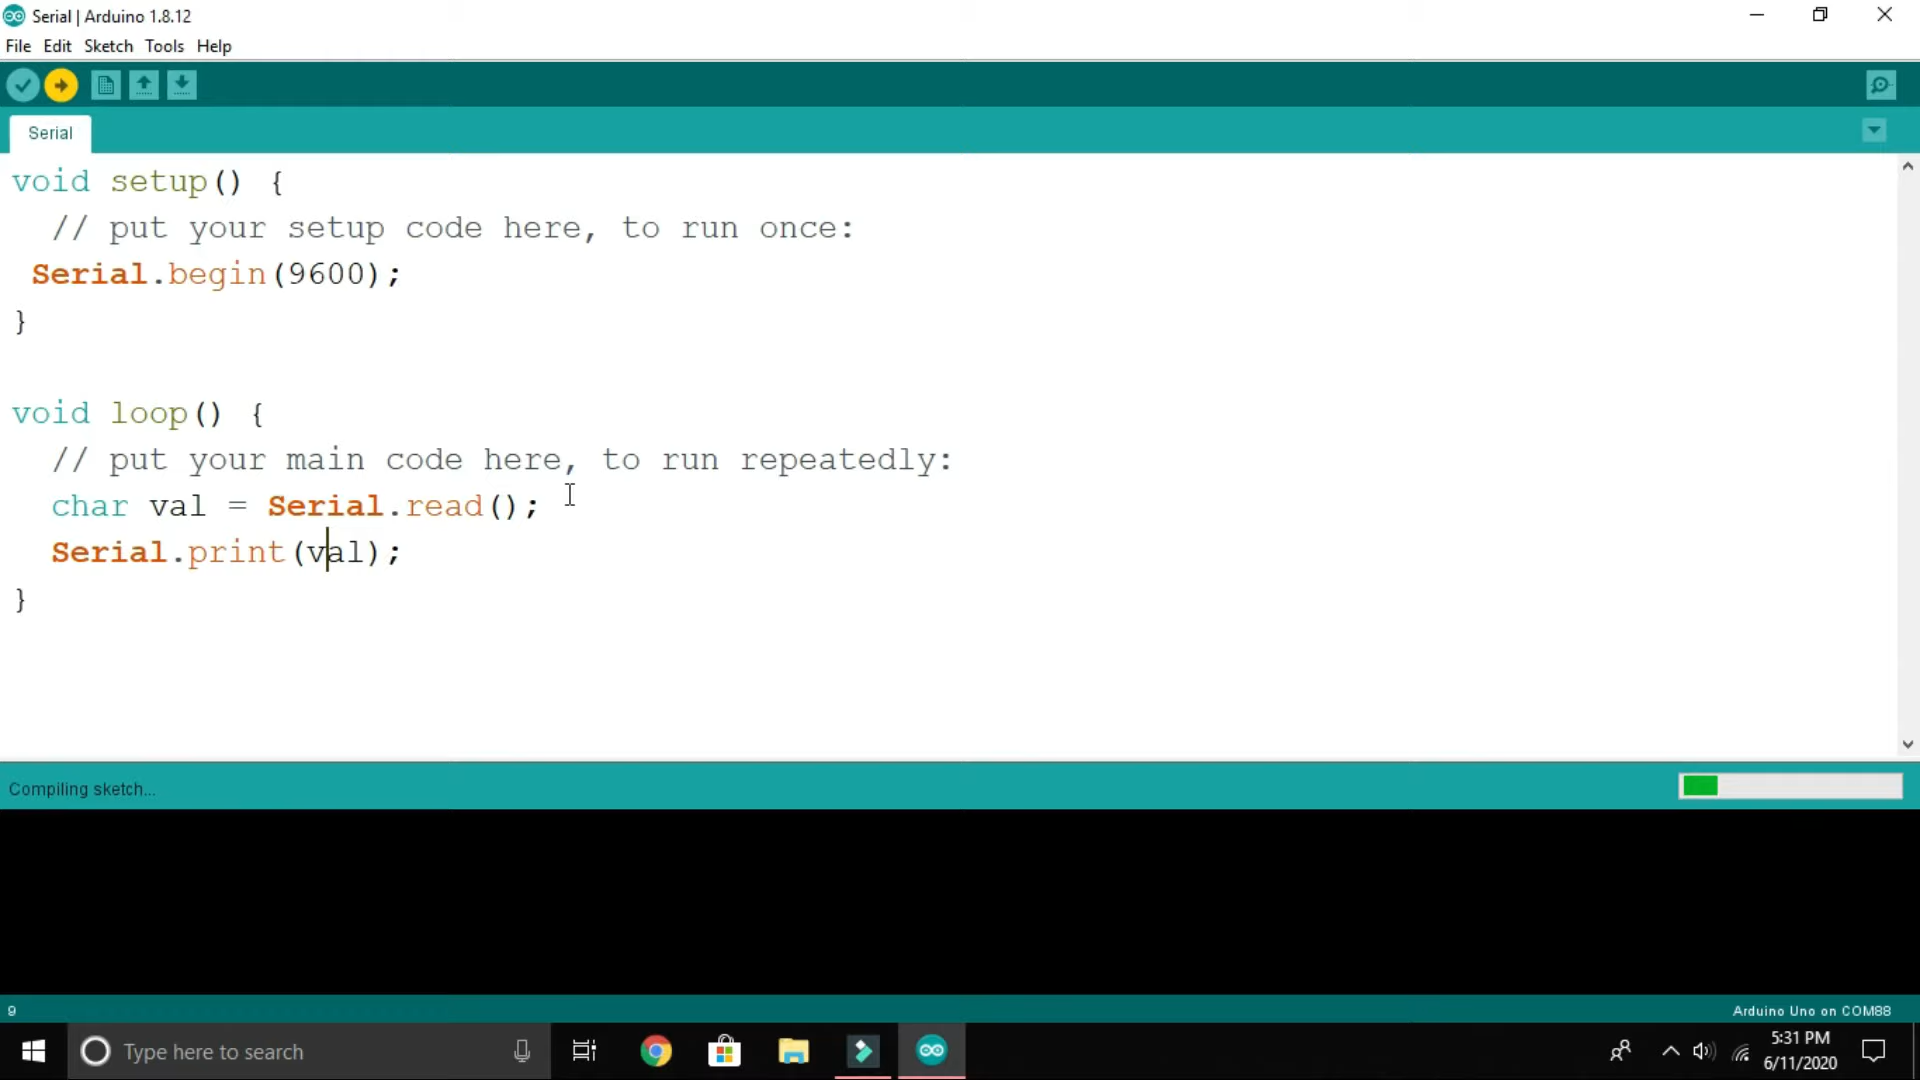 Serial | Arduino 1.8.12
File Edit Sketch Tools Help
Serial
void setup() {
  // put your setup code here, to run once:
 Serial.begin(9600);
}

void loop() {
  // put your main code here, to run repeatedly:
  char val = Serial.read();
  Serial.print(val);
}
Compiling sketch...
9
Arduino Uno on COM88
Type here to search
5:31 PM
6/11/2020